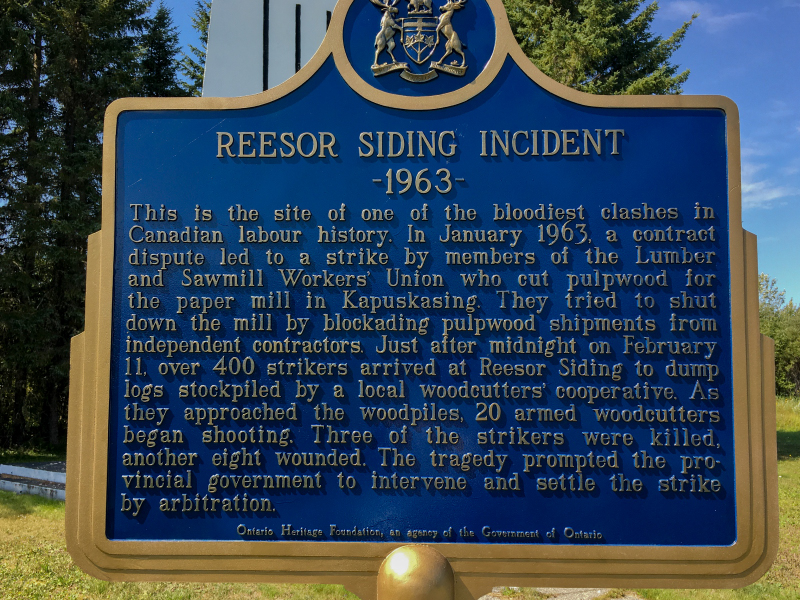 REESOR SIDING INCIDENT
-1963-
This is the site of one of the bloodiest clashes in
Canadian labour history. In January 1963, a contract
dispute led to a strike by members of the Lumber
and Sawmill Workers' Union who cut pulpwood for
the paper mill in Kapuskasing. They tried to shut
down the mill by blockading pulpwood shipments from
independent contractors. Just after midnight on February
11, over 400 strikers arrived at Reesor Siding to dump
logs stockpiled by a local woodcutters' cooperative. As
they approached the woodpiles, 20 armed woodcutters
began shooting. Three of the strikers were killed,
another eight wounded. The tragedy prompted the pro-
vincial government to intervene and settle the strike
by arbitration.
Ontario Heritage Foundation, an agency of the Government of Ontario